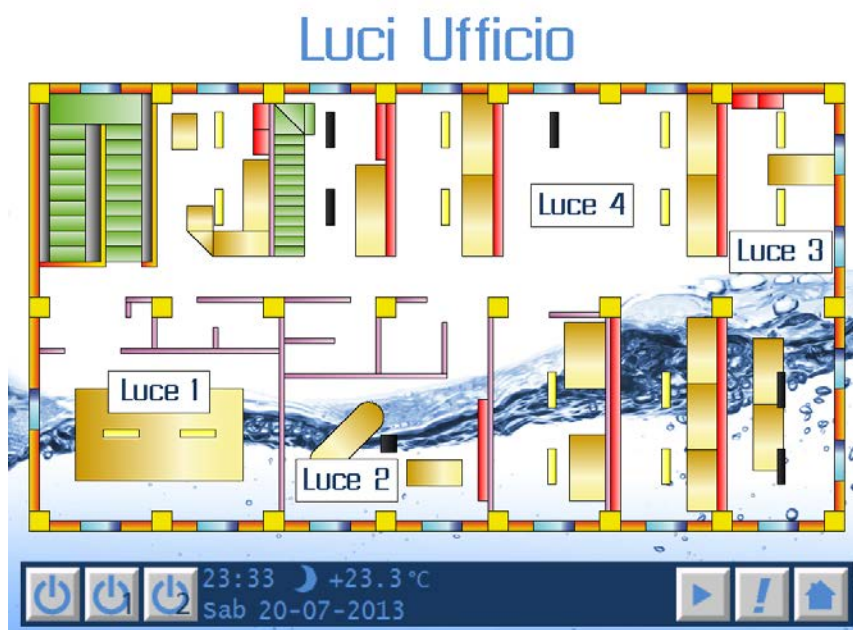 Luci Ufficio
Luce 4
Luce 3
Luce 1
Luce 2
1
2
23:33 +23.3°C
Sab 20-07-2013
!